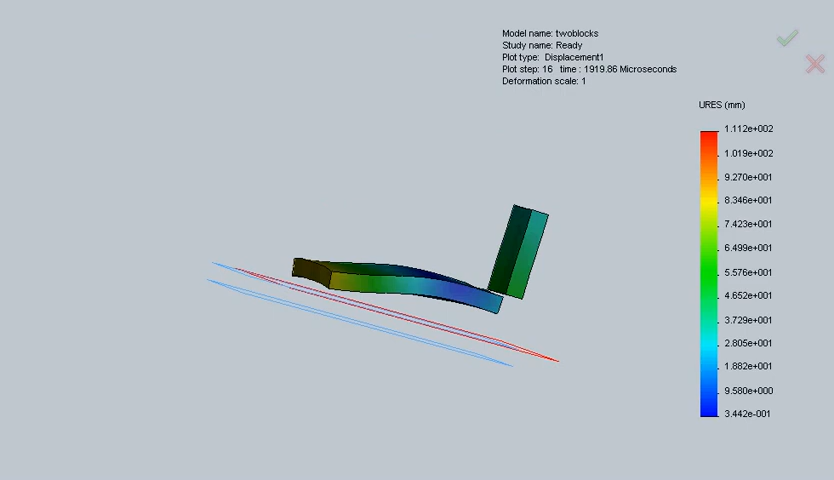 Model name: twoblocks
Study name: Ready
Plot type: Displacement1
Plot step: 16 time : 1919.86 Microseconds
Deformation scale: 1
URES (mm)
1.112e+002
1.019e+002
9.270e+001
8.346e+001
7.423e+001
6.499e+001
5.576e+001
4.652e+001
3.729e+001
2.805e+001
1.882e+001
9.580e+000
3.442e-001